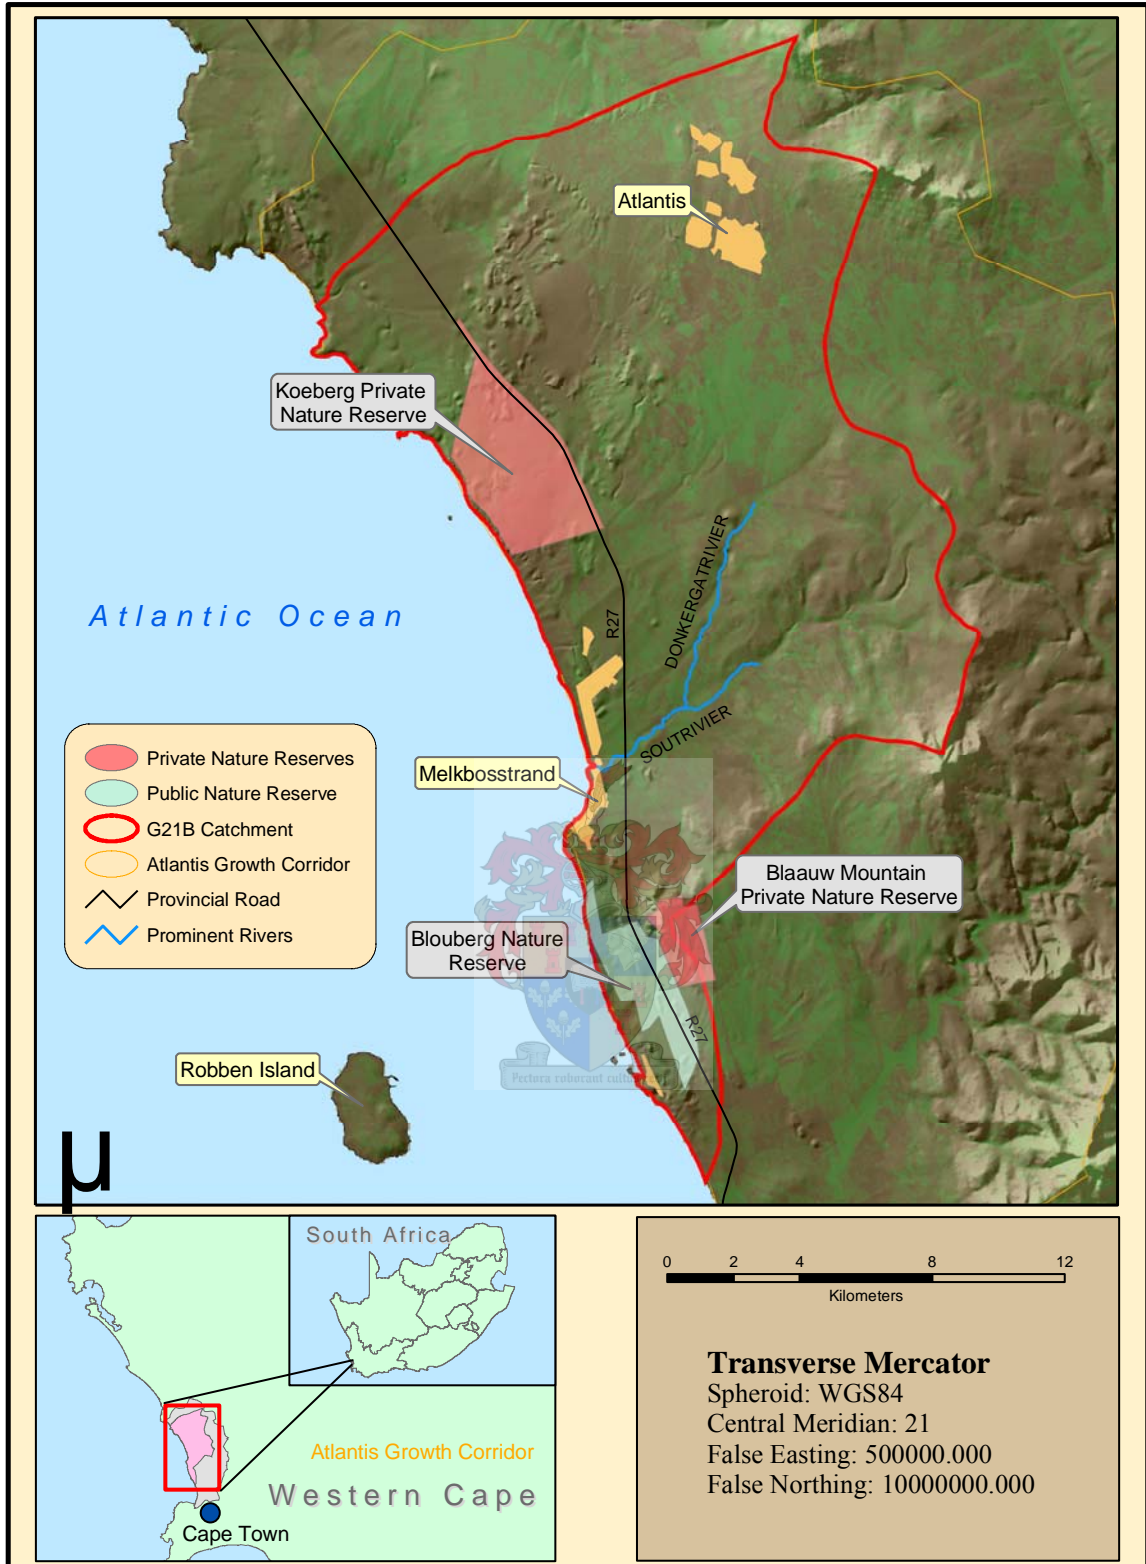 Atlantis
Koeberg Private
Nature Reserve
DONKERGATRIVIER
R27
Atlantic Ocean
SOUTRIVIER
Private Nature Reserves
Public Nature Reserve
G21B Catchment
Atlantis Growth Corridor
Provincial Road
Prominent Rivers
Melkbosstrand
Blaauw Mountain
Private Nature Reserve
Blouberg Nature
Reserve
R27
Pectora roborant cultus
Robben Island
µ
South Africa
Atlantis Growth Corridor
Western Cape
Cape Town
0 2 4 8 12
Kilometers
Transverse Mercator
Spheroid: WGS84
Central Meridian: 21
False Easting: 500000.000
False Northing: 10000000.000